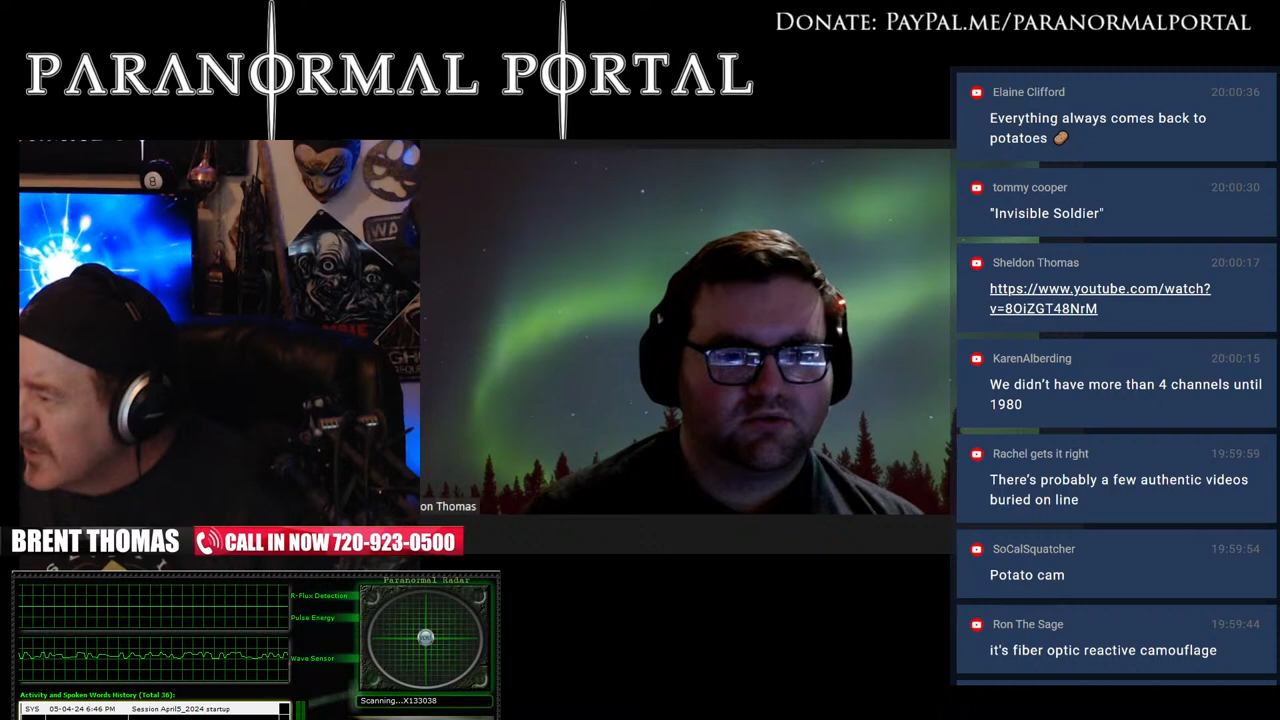 DONATE: PAYPAL.ME/PARANORMALPORTAL
PARANORMAL PORTAL
Elaine Clifford 20:00:36
Everything always comes back to
potatoes 🥔
tommy cooper 20:00:30
"Invisible Soldier"
Sheldon Thomas 20:00:17
https://www.youtube.com/watch?
v=8OiZGT48NrM
KarenAlberding 20:00:15
We didn't have more than 4 channels until
1980
Rachel gets it right 19:59:59
There's probably a few authentic videos
buried on line
SoCalSquatcher 19:59:54
Potato cam
Ron The Sage 19:59:44
it's fiber optic reactive camouflage
8
on Thomas
BRENT THOMAS CALL IN NOW 720-923-0500
Paranormal Radar
R-Flux Detection
Pulse Energy
Wave Sensor
Scanning...X133038
Activity and Spoken Words History (Total 36):
SYS 05-04-24 6:46 PM Session April5_2024 startup